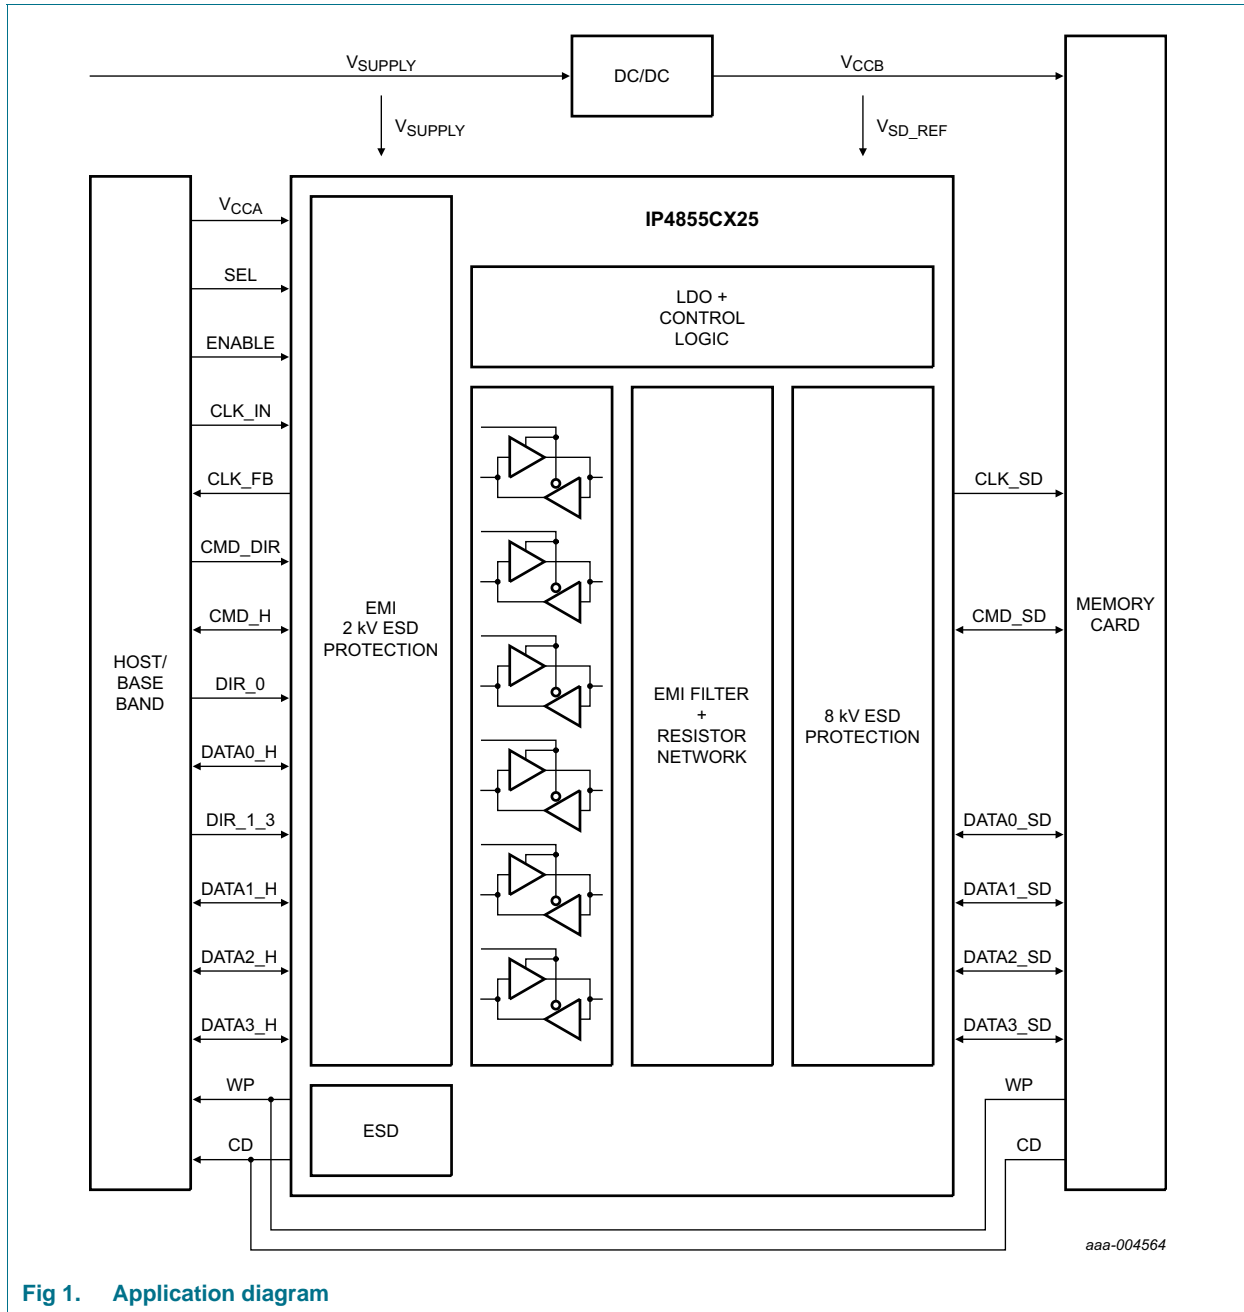 VSUPPLY
DC/DC
VCCB
VSUPPLY
VSD_REF
VCCA
SEL
ENABLE
CLK_IN
CLK_FB
CMD_DIR
CMD_H
DIR_0
DATA0_H
DIR_1_3
DATA1_H
DATA2_H
DATA3_H
WP
CD
HOST/
BASE
BAND
IP4855CX25
LDO +
CONTROL
LOGIC
EMI
2 kV ESD
PROTECTION
EMI FILTER
+
RESISTOR
NETWORK
8 kV ESD
PROTECTION
ESD
CLK_SD
CMD_SD
DATA0_SD
DATA1_SD
DATA2_SD
DATA3_SD
WP
CD
MEMORY
CARD
aaa-004564
Fig 1. Application diagram